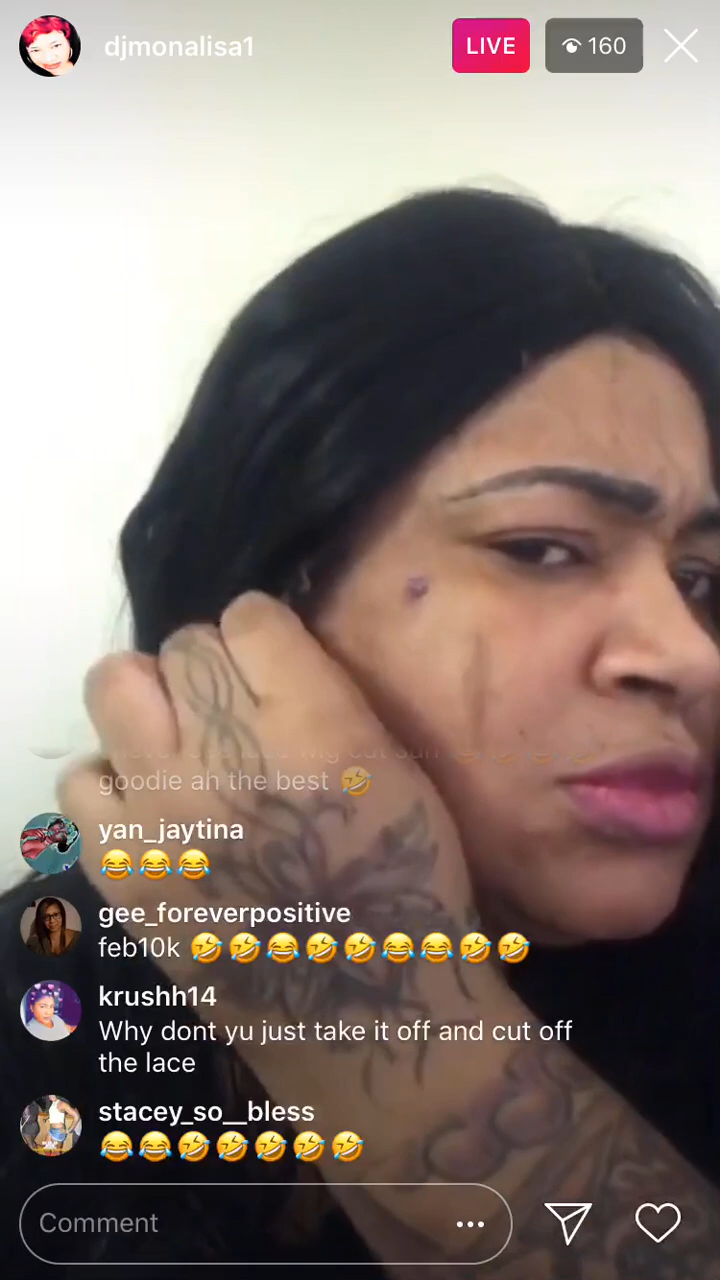 djmonalisa1
LIVE
160
goodie ah the best 🤣
yan_jaytina
😂😂😂
gee_foreverpositive
feb10k 🤣🤣😂🤣🤣😂😂🤣🤣
krushh14
Why dont yu just take it off and cut off
the lace
stacey_so__bless
😂😂🤣🤣🤣🤣🤣
Comment